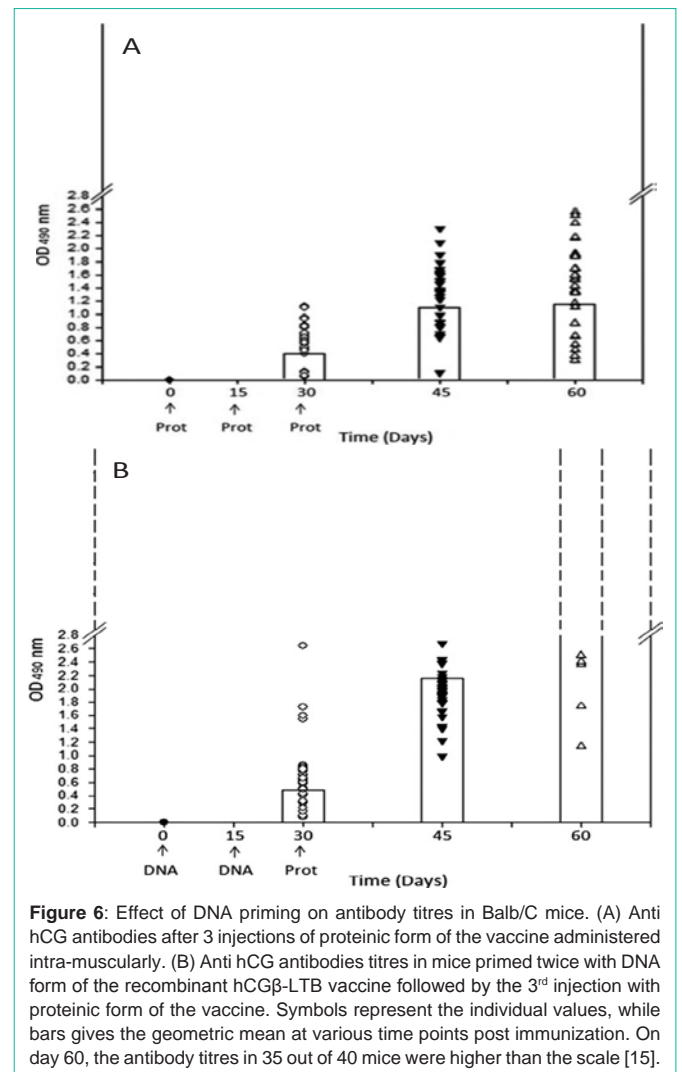 A
2.8
2.6
2.4
2.2
2.0
1.8
1.6
1.4
1.2
1.0
0.8
0.6
0.4
0.2
0.0
OD490 nm
0 15 30 45 60
↑ ↑ ↑
Prot Prot Prot
Time (Days)
B
2.8
2.6
2.4
2.2
2.0
1.8
1.6
1.4
1.2
1.0
0.8
0.6
0.4
0.2
0.0
OD490 nm
0 15 30 45 60
↑ ↑ ↑
DNA DNA Prot
Time (Days)
Figure 6: Effect of DNA priming on antibody titres in Balb/C mice. (A) Anti
hCG antibodies after 3 injections of proteinic form of the vaccine administered
intra-muscularly. (B) Anti hCG antibodies titres in mice primed twice with DNA
form of the recombinant hCGβ-LTB vaccine followed by the 3rd injection with
proteinic form of the vaccine. Symbols represent the individual values, while
bars gives the geometric mean at various time points post immunization. On
day 60, the antibody titres in 35 out of 40 mice were higher than the scale [15].